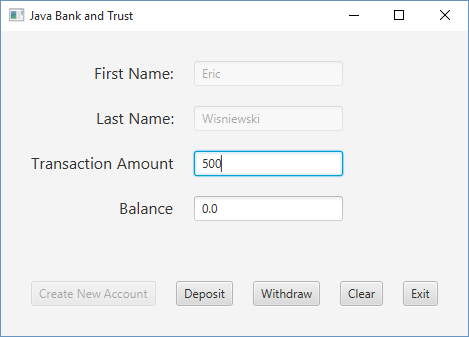 Java Bank and Trust
First Name: Eric
Last Name: Wisniewski
Transaction Amount 500
Balance 0.0
Create New Account Deposit Withdraw Clear Exit